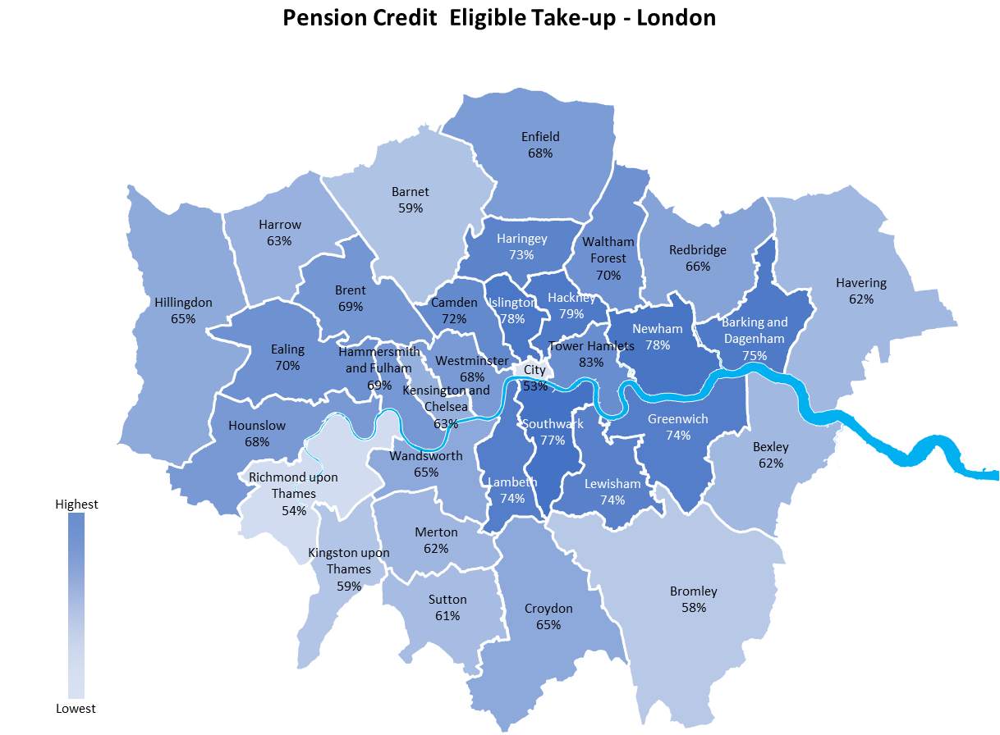 Pension Credit  Eligible Take-up - London
Enfield
68%
Barnet
59%
Harrow
63%
Haringey
73%
Waltham
Forest
70%
Redbridge
66%
Havering
62%
Hillingdon
65%
Brent
69%
Camden
72%
Islington
78%
Hackney
79%
Newham
78%
Barking and
Dagenham
75%
Ealing
70%
Hammersmith
and Fulham
69%
Westminster
68%
Tower Hamlets
83%
City
53%
Kensington and
Chelsea
63%
Hounslow
68%
Southwark
77%
Greenwich
74%
Bexley
62%
Wandsworth
65%
Richmond upon
Thames
54%
Lambeth
74%
Lewisham
74%
Merton
62%
Kingston upon
Thames
59%
Sutton
61%
Croydon
65%
Bromley
58%
Highest
Lowest